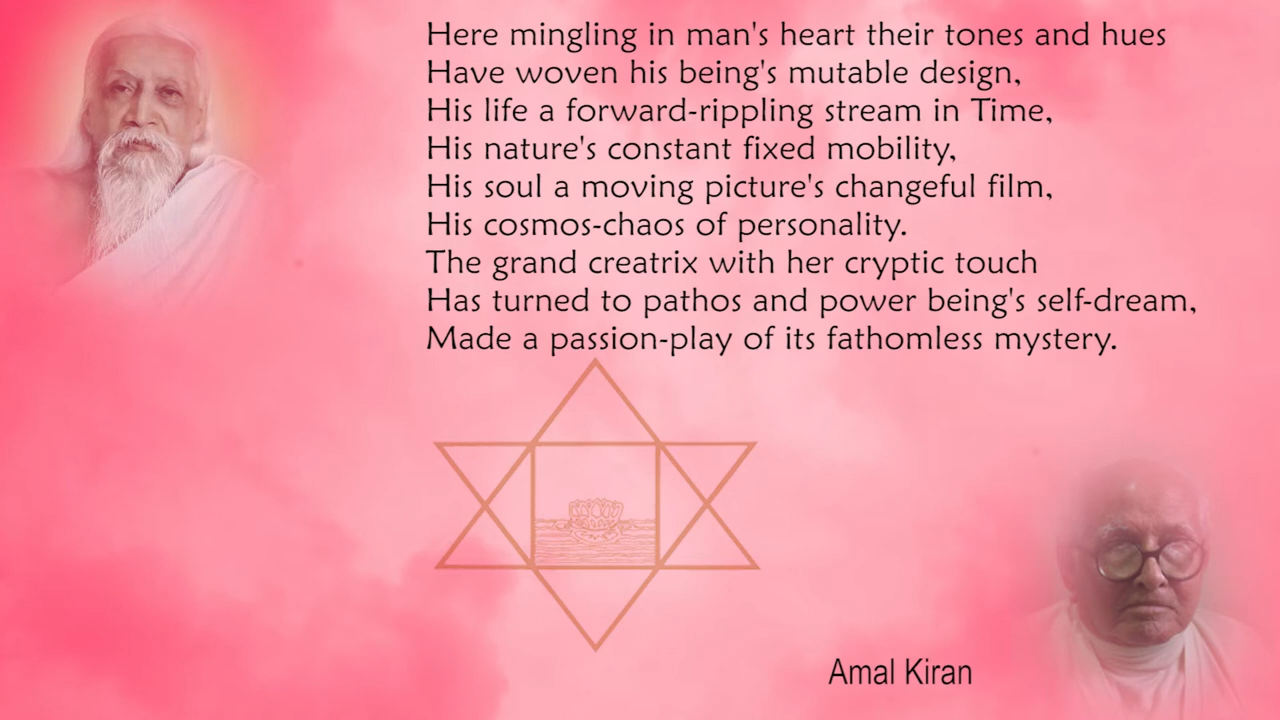 Here mingling in man's heart their tones and hues
Have woven his being's mutable design,
His life a forward-rippling stream in Time,
His nature's constant fixed mobility,
His soul a moving picture's changeful film,
His cosmos-chaos of personality.
The grand creatrix with her cryptic touch
Has turned to pathos and power being's self-dream,
Made a passion-play of its fathomless mystery.
Amal Kiran